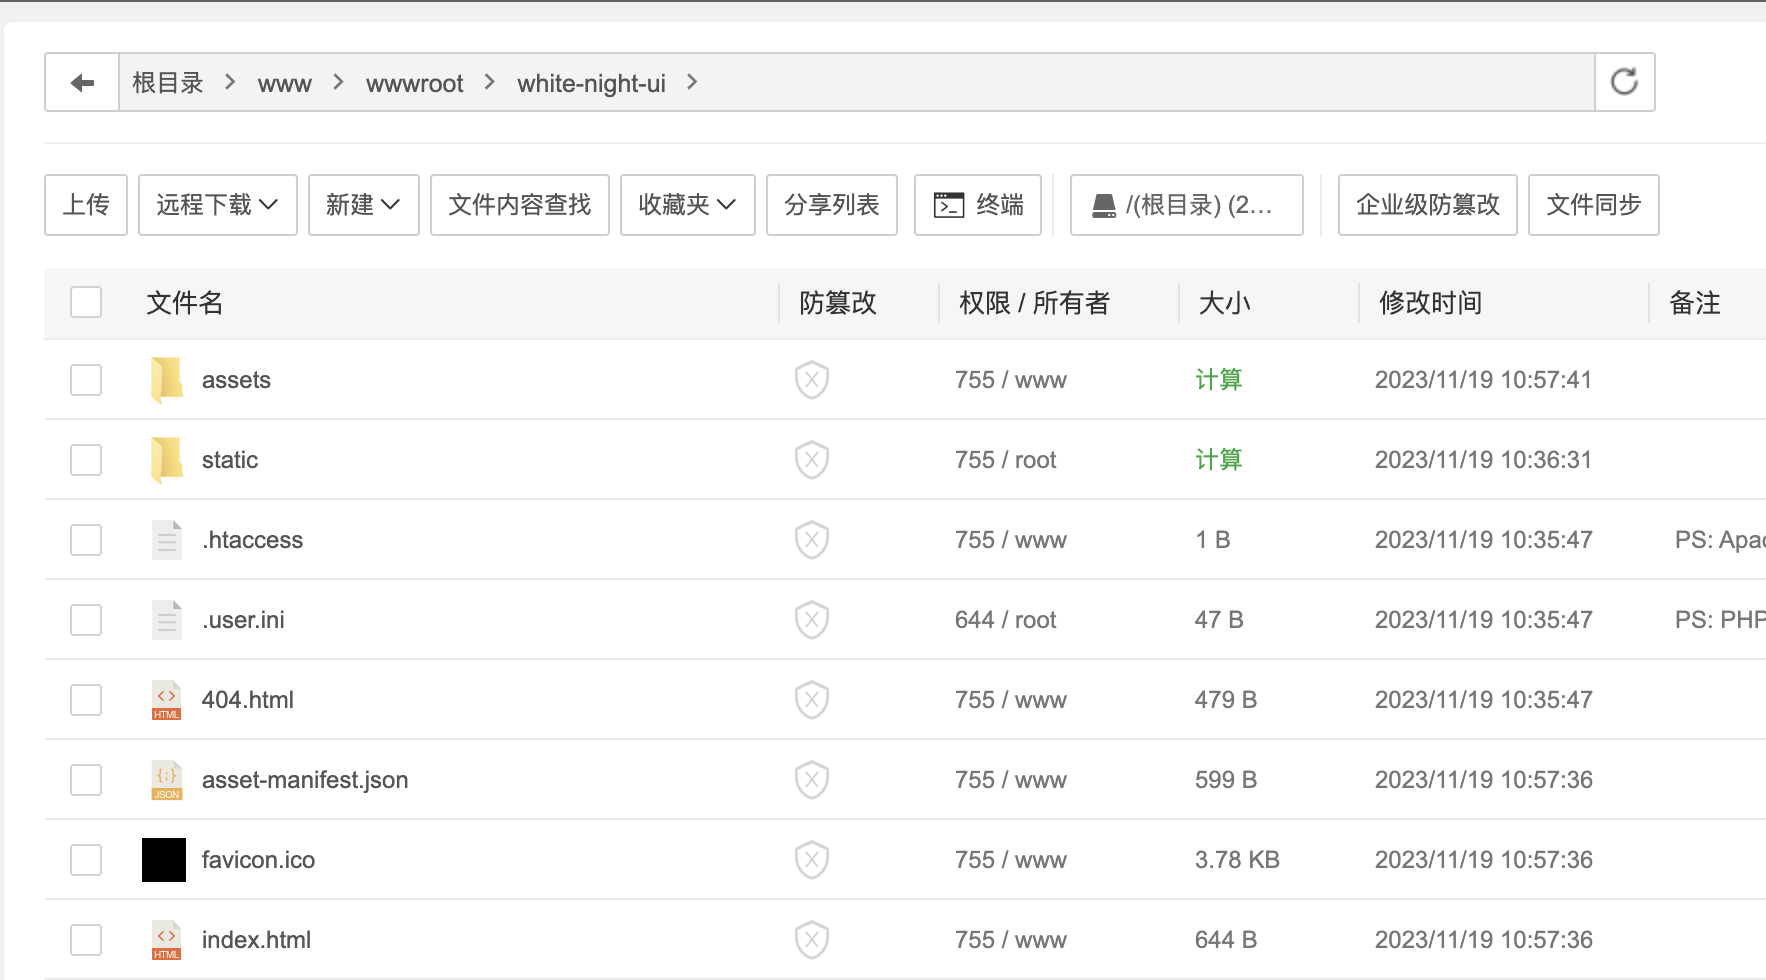 根目录 > www > wwwroot > white-night-ui >
上传 远程下载 新建 文件内容查找 收藏夹 分享列表 终端 /(根目录) (2... 企业级防篡改 文件同步
文件名 防篡改 权限 / 所有者 大小 修改时间 备注
assets 755 / www 计算 2023/11/19 10:57:41
static 755 / root 计算 2023/11/19 10:36:31
.htaccess 755 / www 1 B 2023/11/19 10:35:47 PS: Apac
.user.ini 644 / root 47 B 2023/11/19 10:35:47 PS: PHP
HTML 404.html 755 / www 479 B 2023/11/19 10:35:47
JSON asset-manifest.json 755 / www 599 B 2023/11/19 10:57:36
favicon.ico 755 / www 3.78 KB 2023/11/19 10:57:36
HTML index.html 755 / www 644 B 2023/11/19 10:57:36